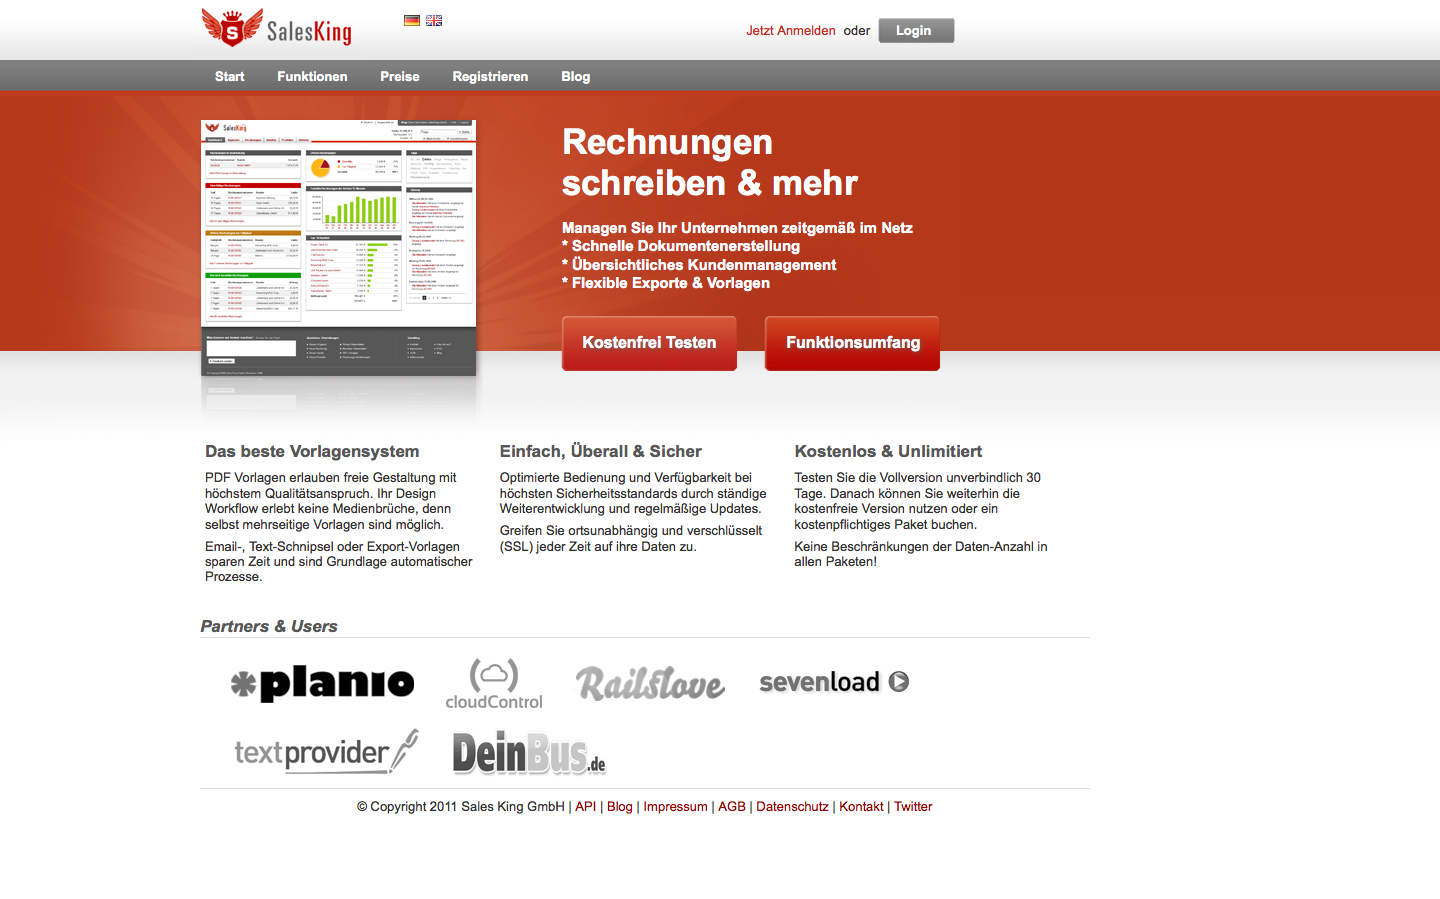 SalesKing
Jetzt Anmelden oder Login
Start Funktionen Preise Registrieren Blog
Rechnungen
schreiben & mehr
Managen Sie Ihr Unternehmen zeitgemäß im Netz
* Schnelle Dokumentenerstellung
* Übersichtliches Kundenmanagement
* Flexible Exporte & Vorlagen
Kostenfrei Testen Funktionsumfang
Das beste Vorlagensystem
PDF Vorlagen erlauben freie Gestaltung mit
höchstem Qualitätsanspruch. Ihr Design
Workflow erlebt keine Medienbrüche, denn
selbst mehrseitige Vorlagen sind möglich.
Email-, Text-Schnipsel oder Export-Vorlagen
sparen Zeit und sind Grundlage automatischer
Prozesse.
Einfach, Überall & Sicher
Optimierte Bedienung und Verfügbarkeit bei
höchsten Sicherheitsstandards durch ständige
Weiterentwicklung und regelmäßige Updates.
Greifen Sie ortsunabhängig und verschlüsselt
(SSL) jeder Zeit auf ihre Daten zu.
Kostenlos & Unlimitiert
Testen Sie die Vollversion unverbindlich 30
Tage. Danach können Sie weiterhin die
kostenfreie Version nutzen oder ein
kostenpflichtiges Paket buchen.
Keine Beschränkungen der Daten-Anzahl in
allen Paketen!
Partners & Users
*planio
cloudControl
Railslove
sevenload
textprovider
DeinBus.de
© Copyright 2011 Sales King GmbH | API | Blog | Impressum | AGB | Datenschutz | Kontakt | Twitter